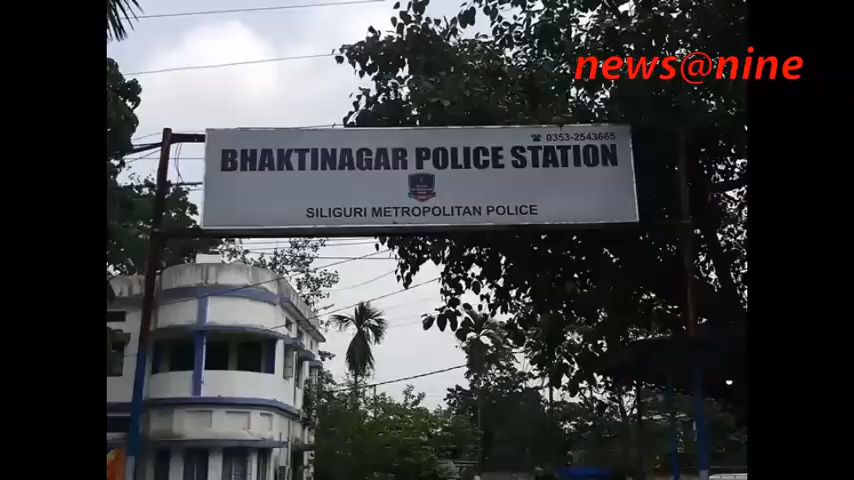 news@nine
☎ 0353-2543665
BHAKTINAGAR POLICE STATION
SILIGURI METROPOLITAN POLICE